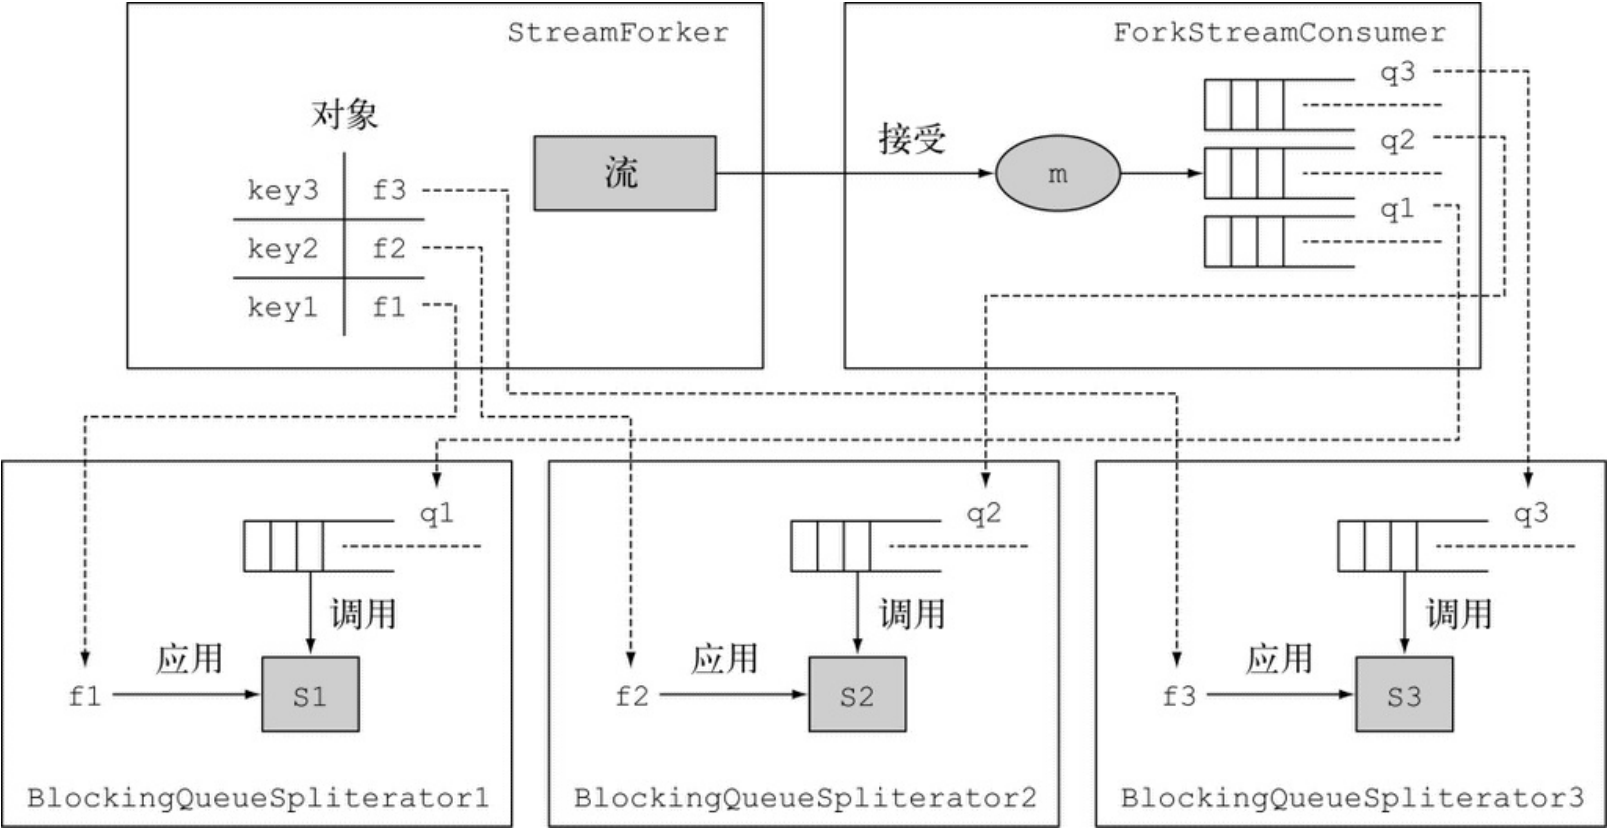 StreamForker
对象
key3 f3
key2 f2
key1 f1
流
接受
ForkStreamConsumer
m
q3
q2
q1
q1
调用
应用
f1
S1
BlockingQueueSpliterator1
q2
调用
应用
f2
S2
BlockingQueueSpliterator2
q3
调用
应用
f3
S3
BlockingQueueSpliterator3